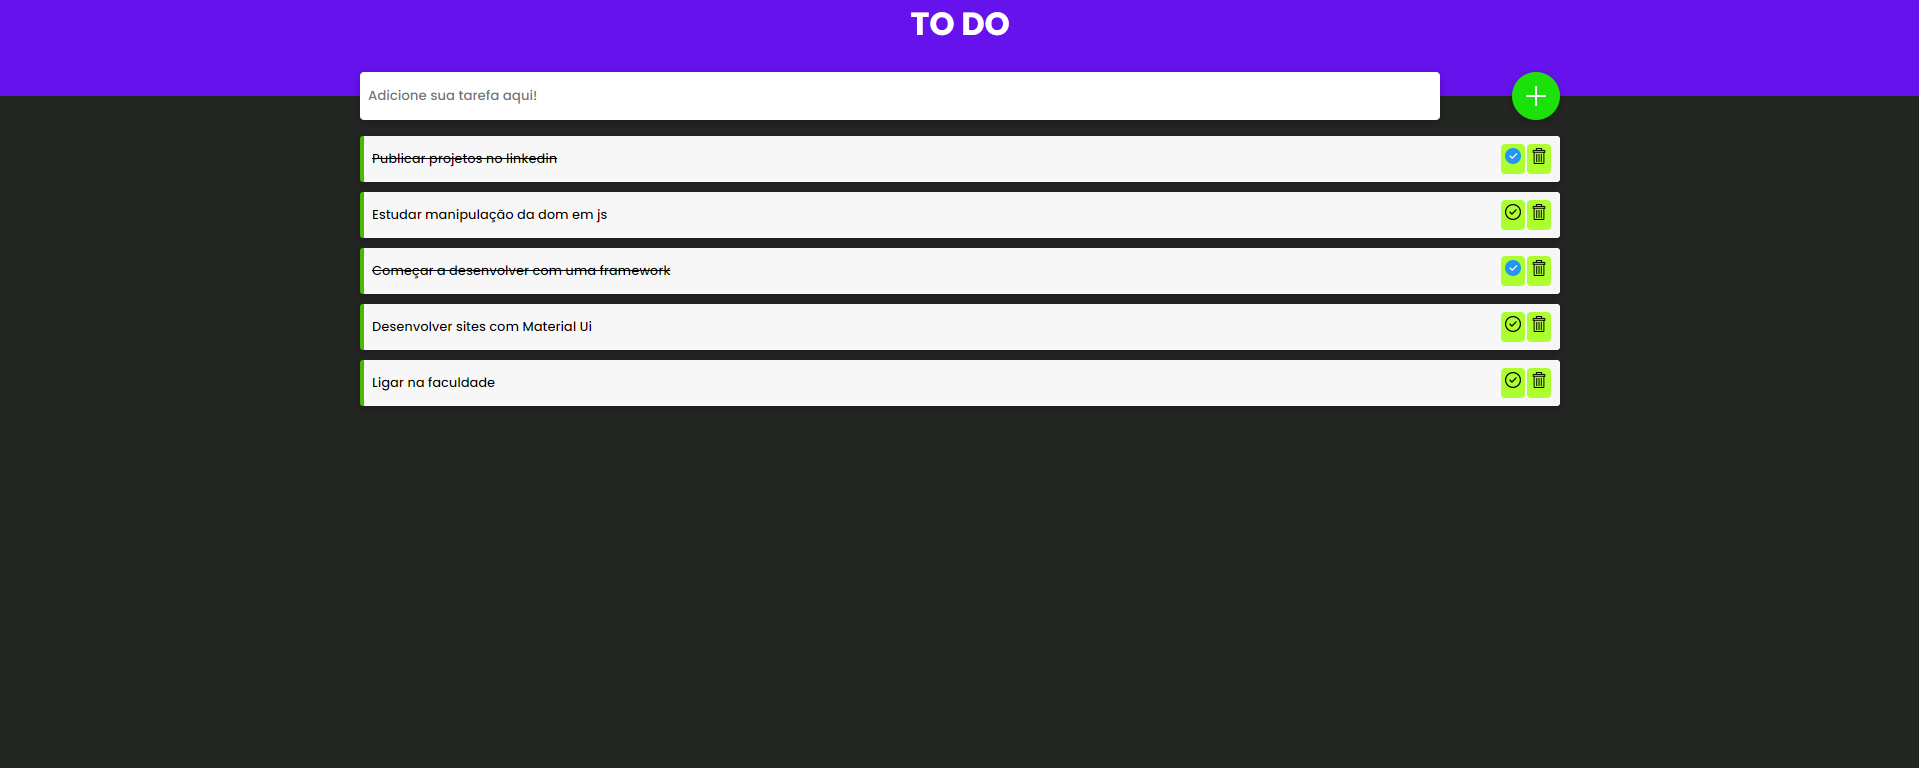 TO DO
Adicione sua tarefa aqui!
Publicar projetos no linkedin
Estudar manipulação da dom em js
Começar a desenvolver com uma framework
Desenvolver sites com Material Ui
Ligar na faculdade